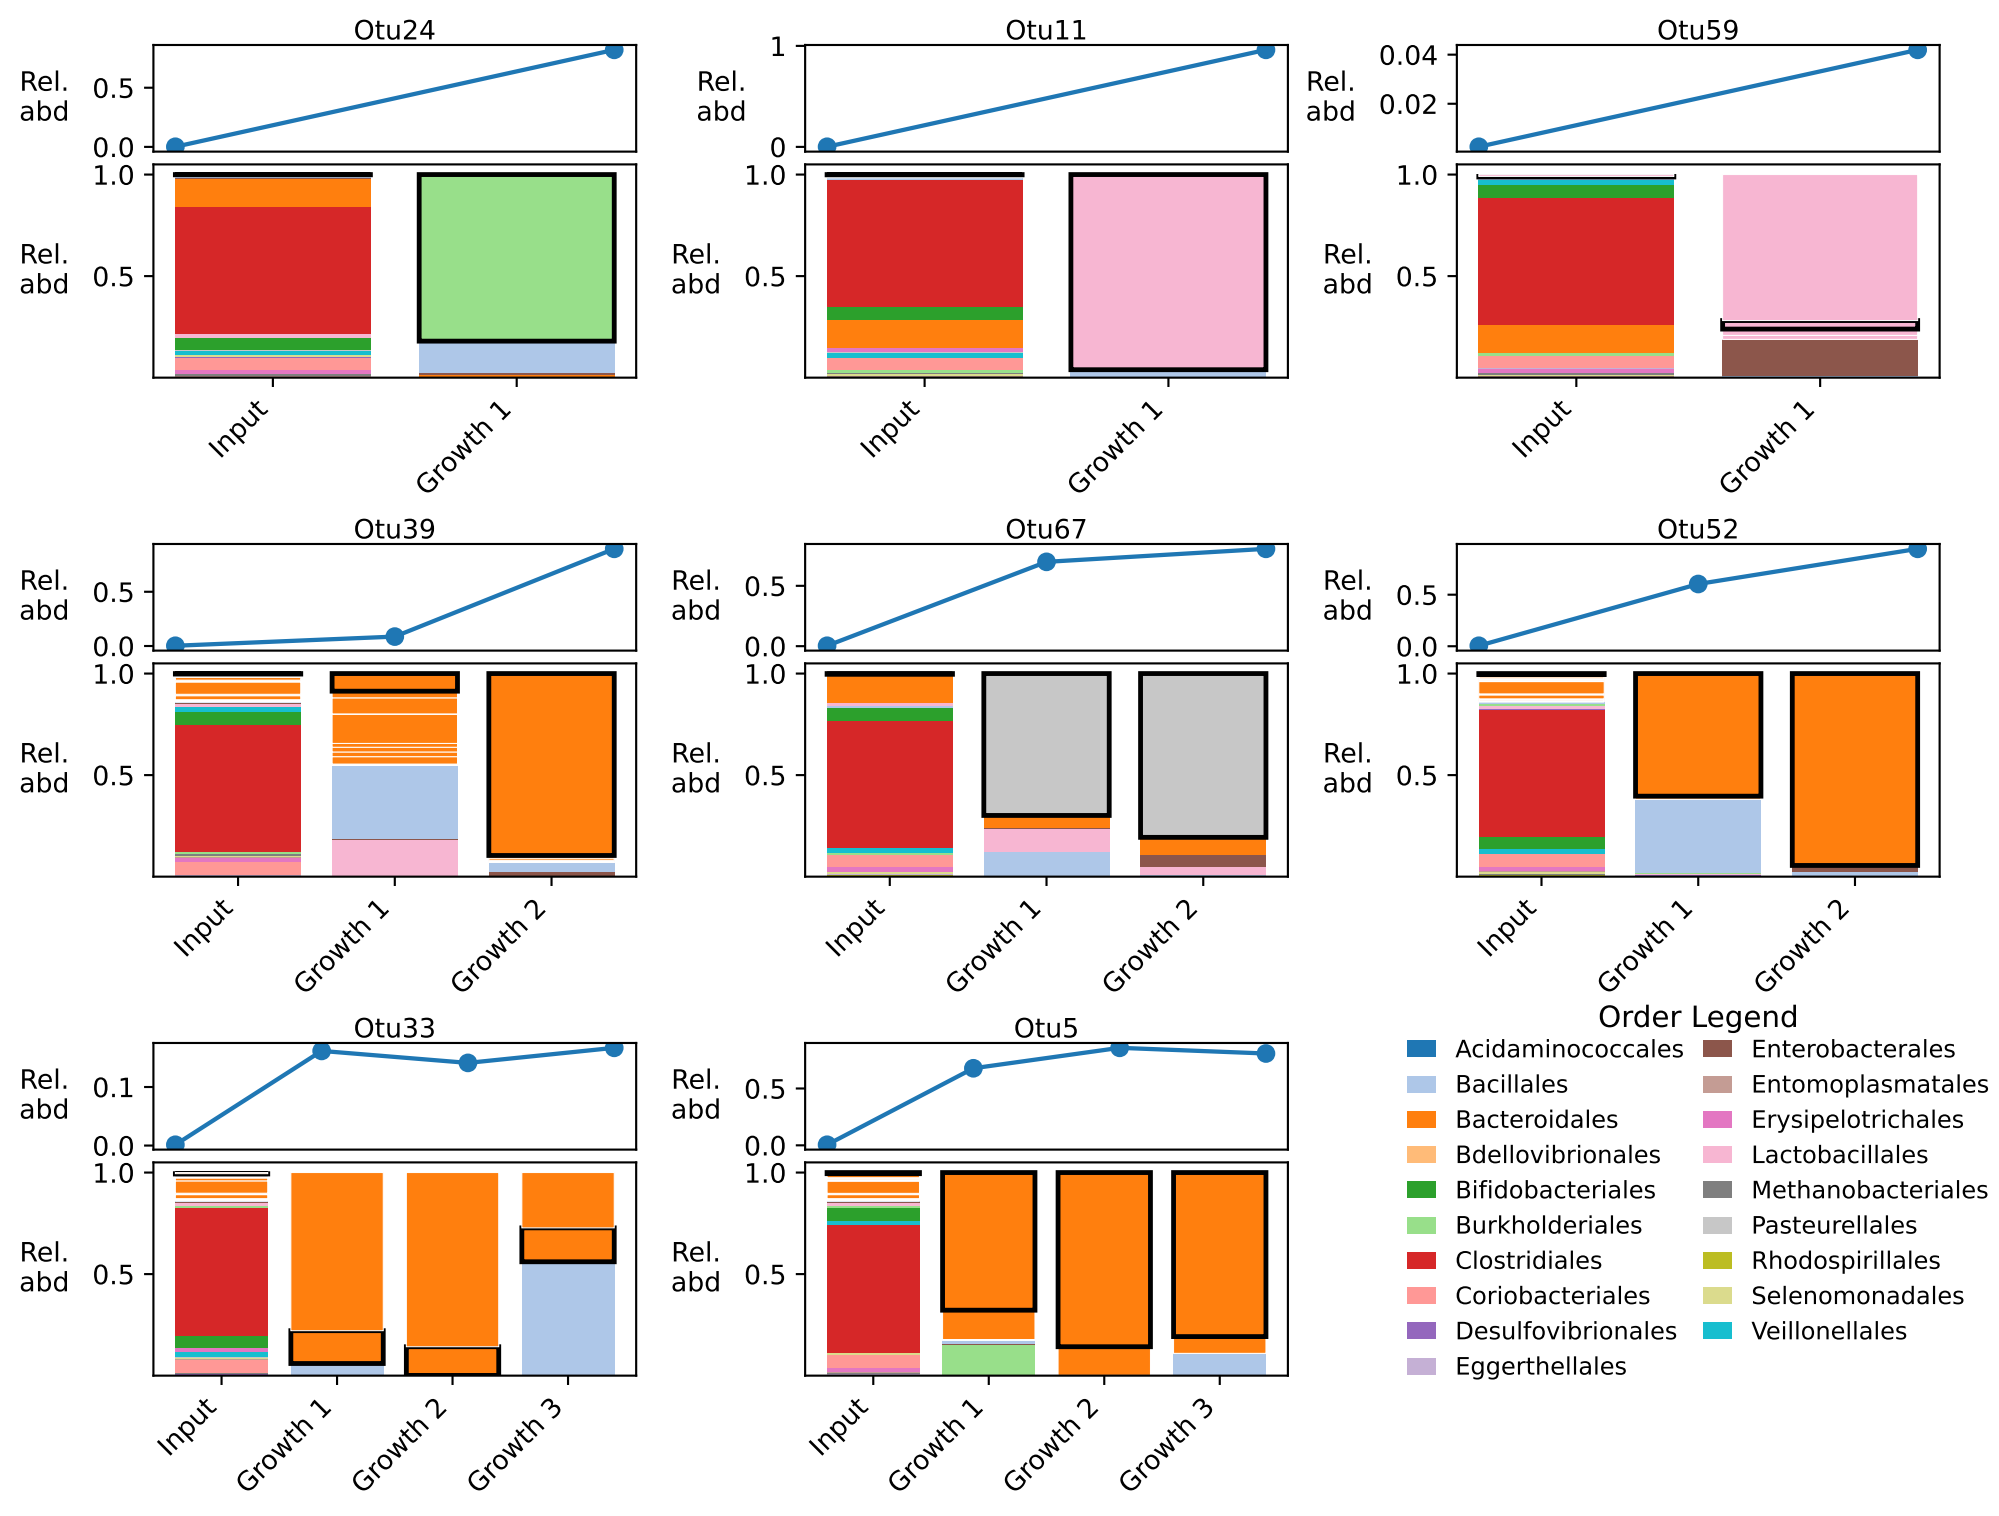 Otu24
Rel.
abd
0.5
0.0
Rel.
abd
1.0
0.5
Input
Growth 1
Otu11
Rel.
abd
1
0
Rel.
abd
1.0
0.5
Input
Growth 1
Otu59
Rel.
abd
0.04
0.02
Rel.
abd
1.0
0.5
Input
Growth 1
Otu39
Rel.
abd
0.5
0.0
Rel.
abd
1.0
0.5
Input
Growth 1
Growth 2
Otu67
Rel.
abd
0.5
0.0
Rel.
abd
1.0
0.5
Input
Growth 1
Growth 2
Otu52
Rel.
abd
0.5
0.0
Rel.
abd
1.0
0.5
Input
Growth 1
Growth 2
Otu33
Rel.
abd
0.1
0.0
Rel.
abd
1.0
0.5
Input
Growth 1
Growth 2
Growth 3
Otu5
Rel.
abd
0.5
0.0
Rel.
abd
1.0
0.5
Input
Growth 1
Growth 2
Growth 3
Order Legend
Acidaminococcales
Bacillales
Bacteroidales
Bdellovibrionales
Bifidobacteriales
Burkholderiales
Clostridiales
Coriobacteriales
Desulfovibrionales
Eggerthellales
Enterobacterales
Entomoplasmatales
Erysipelotrichales
Lactobacillales
Methanobacteriales
Pasteurellales
Rhodospirillales
Selenomonadales
Veillonellales